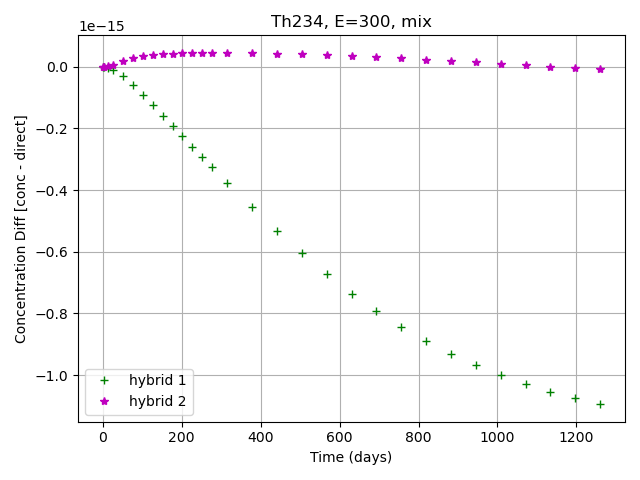 Th234, E=300, mix
1e−15
Concentration Diff [conc - direct]
0.0
−0.2
−0.4
−0.6
−0.8
−1.0
hybrid 1
hybrid 2
0 200 400 600 800 1000 1200
Time (days)